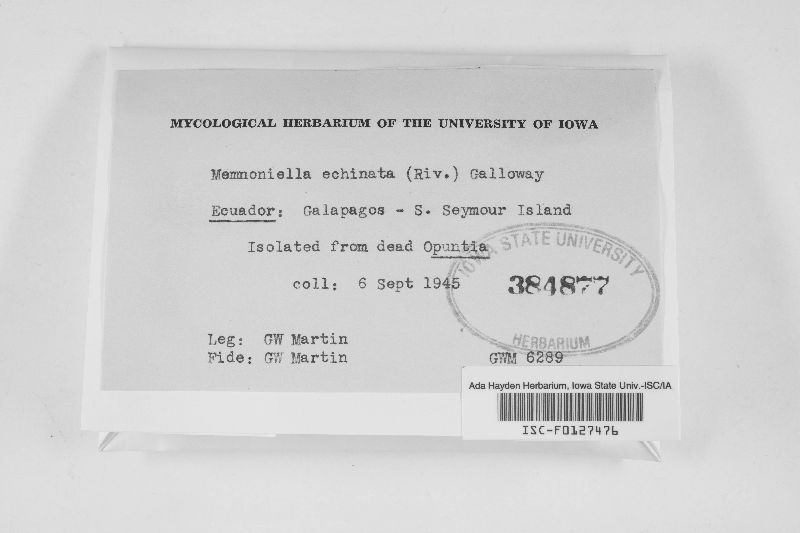 MYCOLOGICAL HERBARIUM OF THE UNIVERSITY OF IOWA
Memnoniella echinata (Riv.) Galloway
Ecuador: Galapagos - S. Seymour Island
Isolated from dead Opuntia
coll: 6 Sept 1945
IOWA STATE UNIVERSITY
384877
HERBARIUM
Leg: GW Martin
Fide: GW Martin
GWM 6289
Ada Hayden Herbarium, Iowa State Univ.-ISC/IA
ISC-F0127476